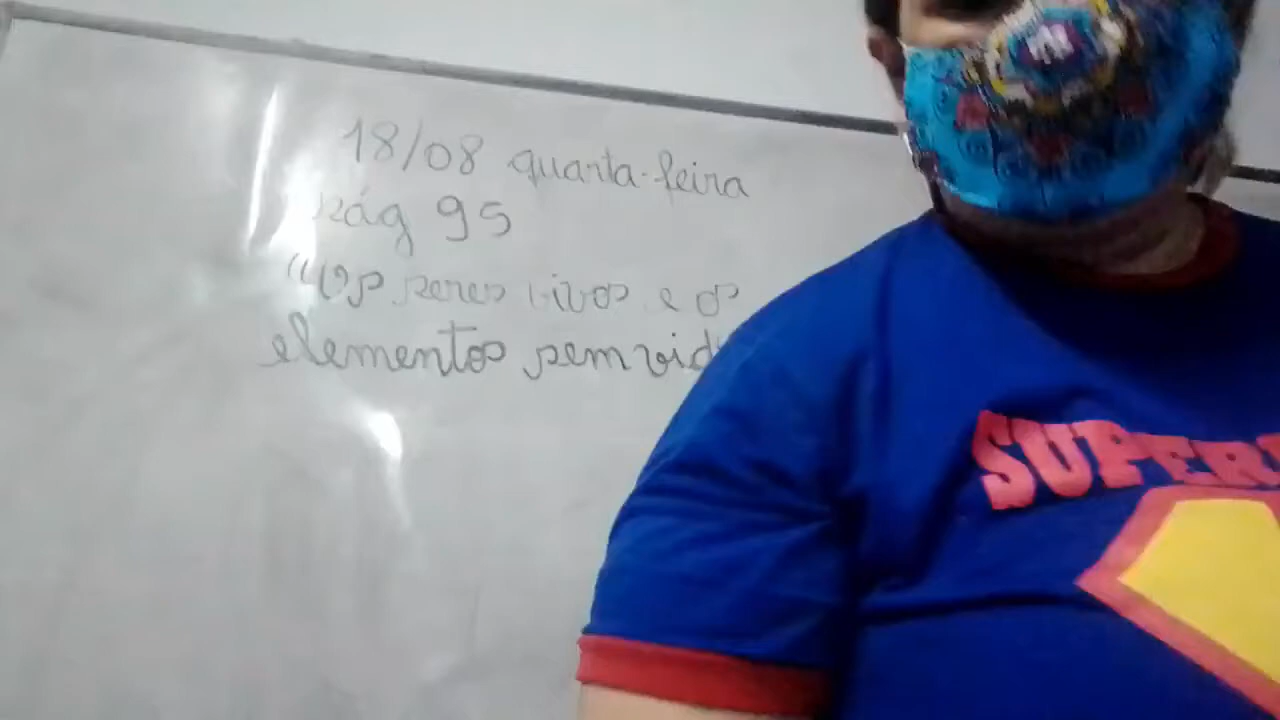 18/08 quarta-feira
pág 95
"Os seres vivos e os
elementos sem vid
SUPER